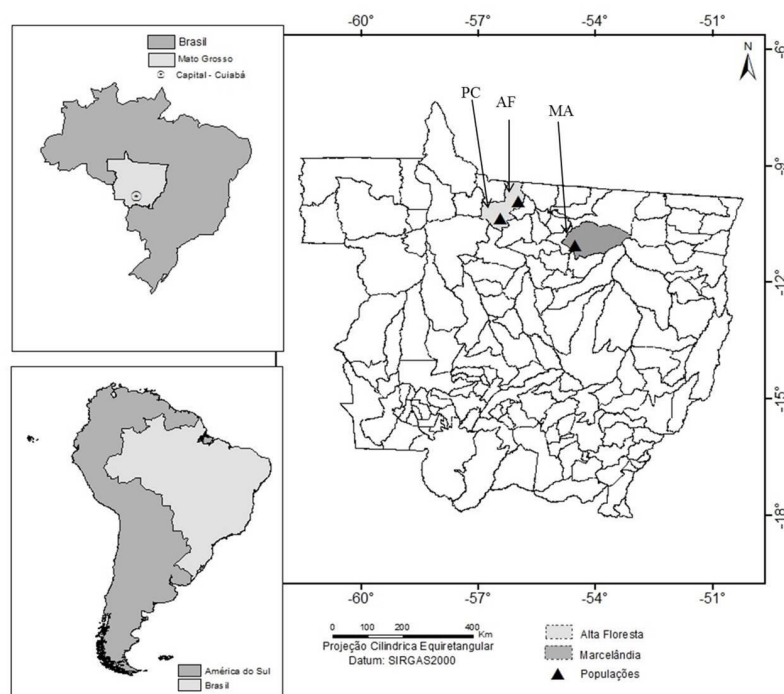 Brasil
Mato Grosso
Capital - Cuiabá
América do Sul
Brasil
-60° -57° -54° -51°
N
-6°
-9°
-12°
-15°
-18°
PC AF MA
-60° -57° -54° -51°
0 100 200 400
Km
Projeção Cilindrica Equiretangular
Datum: SIRGAS2000
Alta Floresta
Marcelândia
Populações